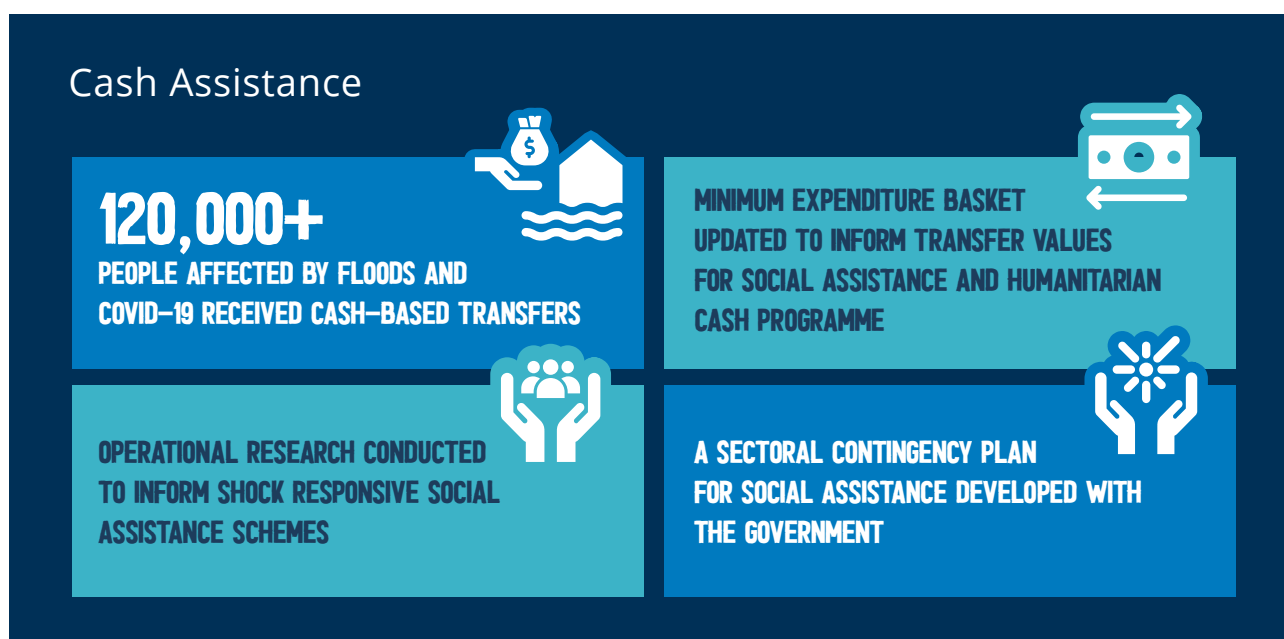 Cash Assistance
120,000+
PEOPLE AFFECTED BY FLOODS AND
COVID-19 RECEIVED CASH-BASED TRANSFERS
MINIMUM EXPENDITURE BASKET
UPDATED TO INFORM TRANSFER VALUES
FOR SOCIAL ASSISTANCE AND HUMANITARIAN
CASH PROGRAMME
OPERATIONAL RESEARCH CONDUCTED
TO INFORM SHOCK RESPONSIVE SOCIAL
ASSISTANCE SCHEMES
A SECTORAL CONTINGENCY PLAN
FOR SOCIAL ASSISTANCE DEVELOPED WITH
THE GOVERNMENT